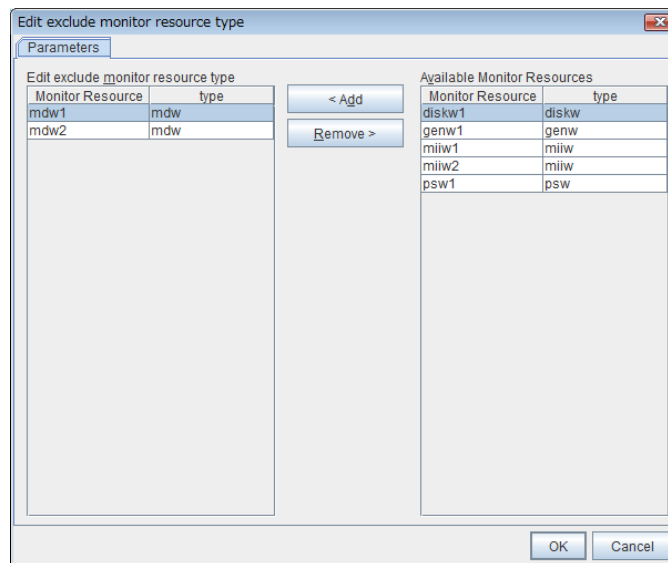 Edit exclude monitor resource type
Parameters
Edit exclude monitor resource type
Monitor Resource type
mdw1 mdw
mdw2 mdw
< Add
Remove >
Available Monitor Resources
Monitor Resource type
diskw1 diskw
genw1 genw
miiw1 miiw
miiw2 miiw
psw1 psw
OK Cancel